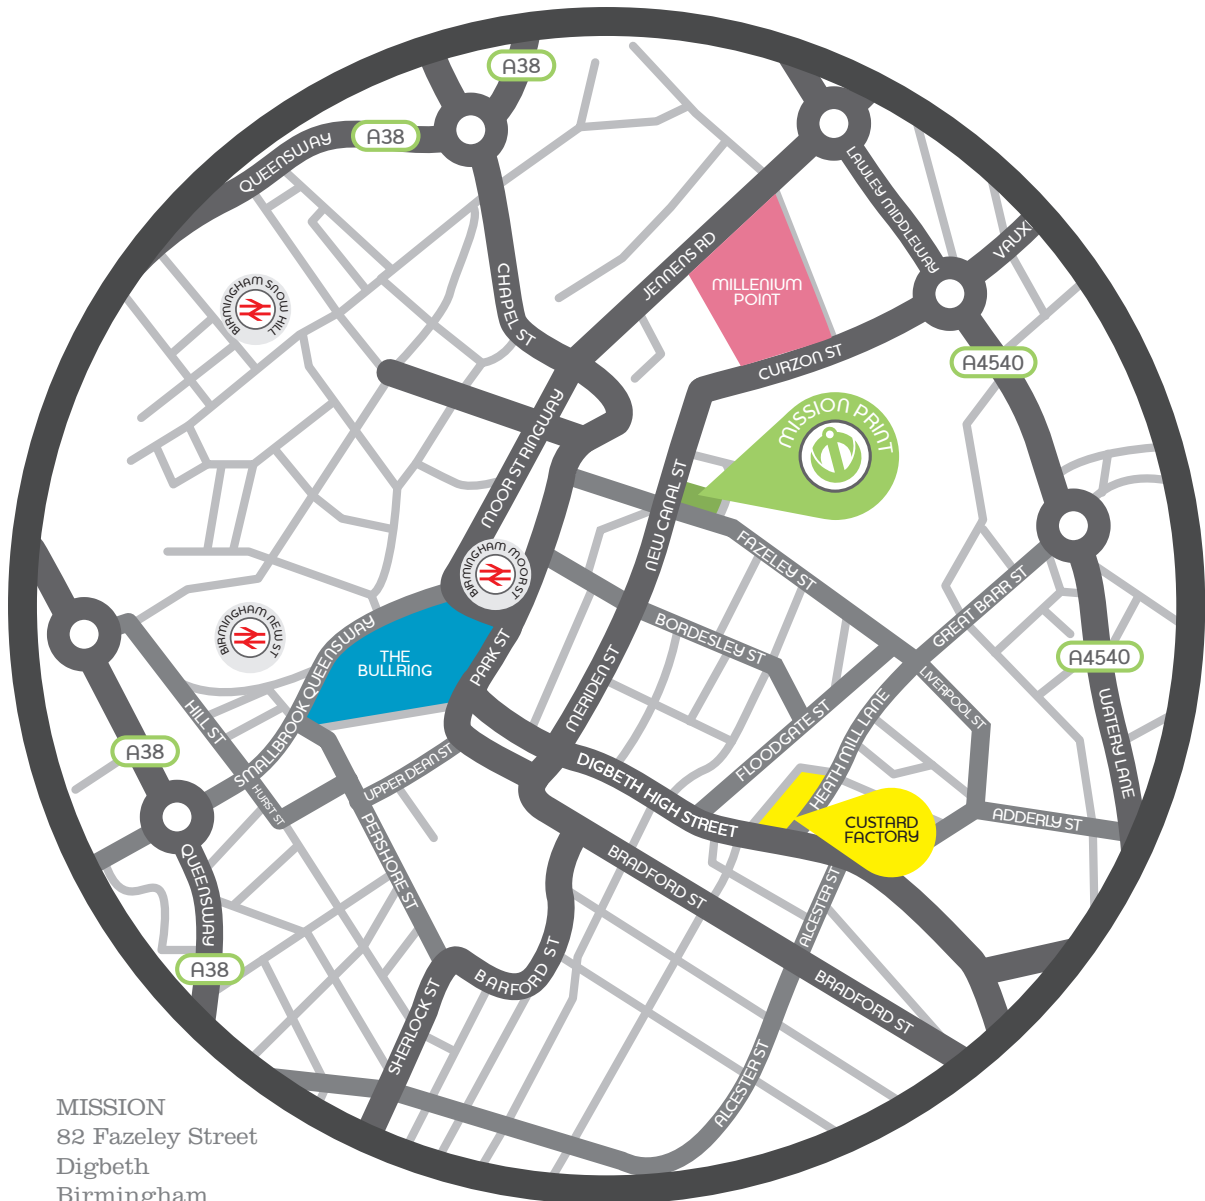 A38
A38
QUEENSWAY
LAWLEY MIDDLEWAY
VAUX
JENNENS RD
CHAPEL ST
BIRMINGHAM SNOW HILL
MILLENIUM
POINT
CURZON ST
A4540
MISSION PRINT
MOOR ST RINGWAY
NEW CANAL ST
FAZELEY ST
BIRMINGHAM MOOR ST
GREAT BARR ST
BIRMINGHAM NEW ST
SMALLBROOK QUEENSWAY
THE
BULLRING
PARK ST
BORDESLEY ST
A4540
MERIDEN ST
LIVERPOOL ST
HILL ST
FLOODGATE ST
HEATH MILL LANE
WATERY LANE
A38
UPPER DEAN ST
HURST ST
DIGBETH HIGH STREET
ADDERLY ST
CUSTARD
FACTORY
PERSHORE ST
QUEENSWAY
BRADFORD ST
ALCESTER ST
A38
BARFORD ST
BRADFORD ST
SHERLOCK ST
ALCESTER ST
MISSION
82 Fazeley Street
Digbeth
Birmingham